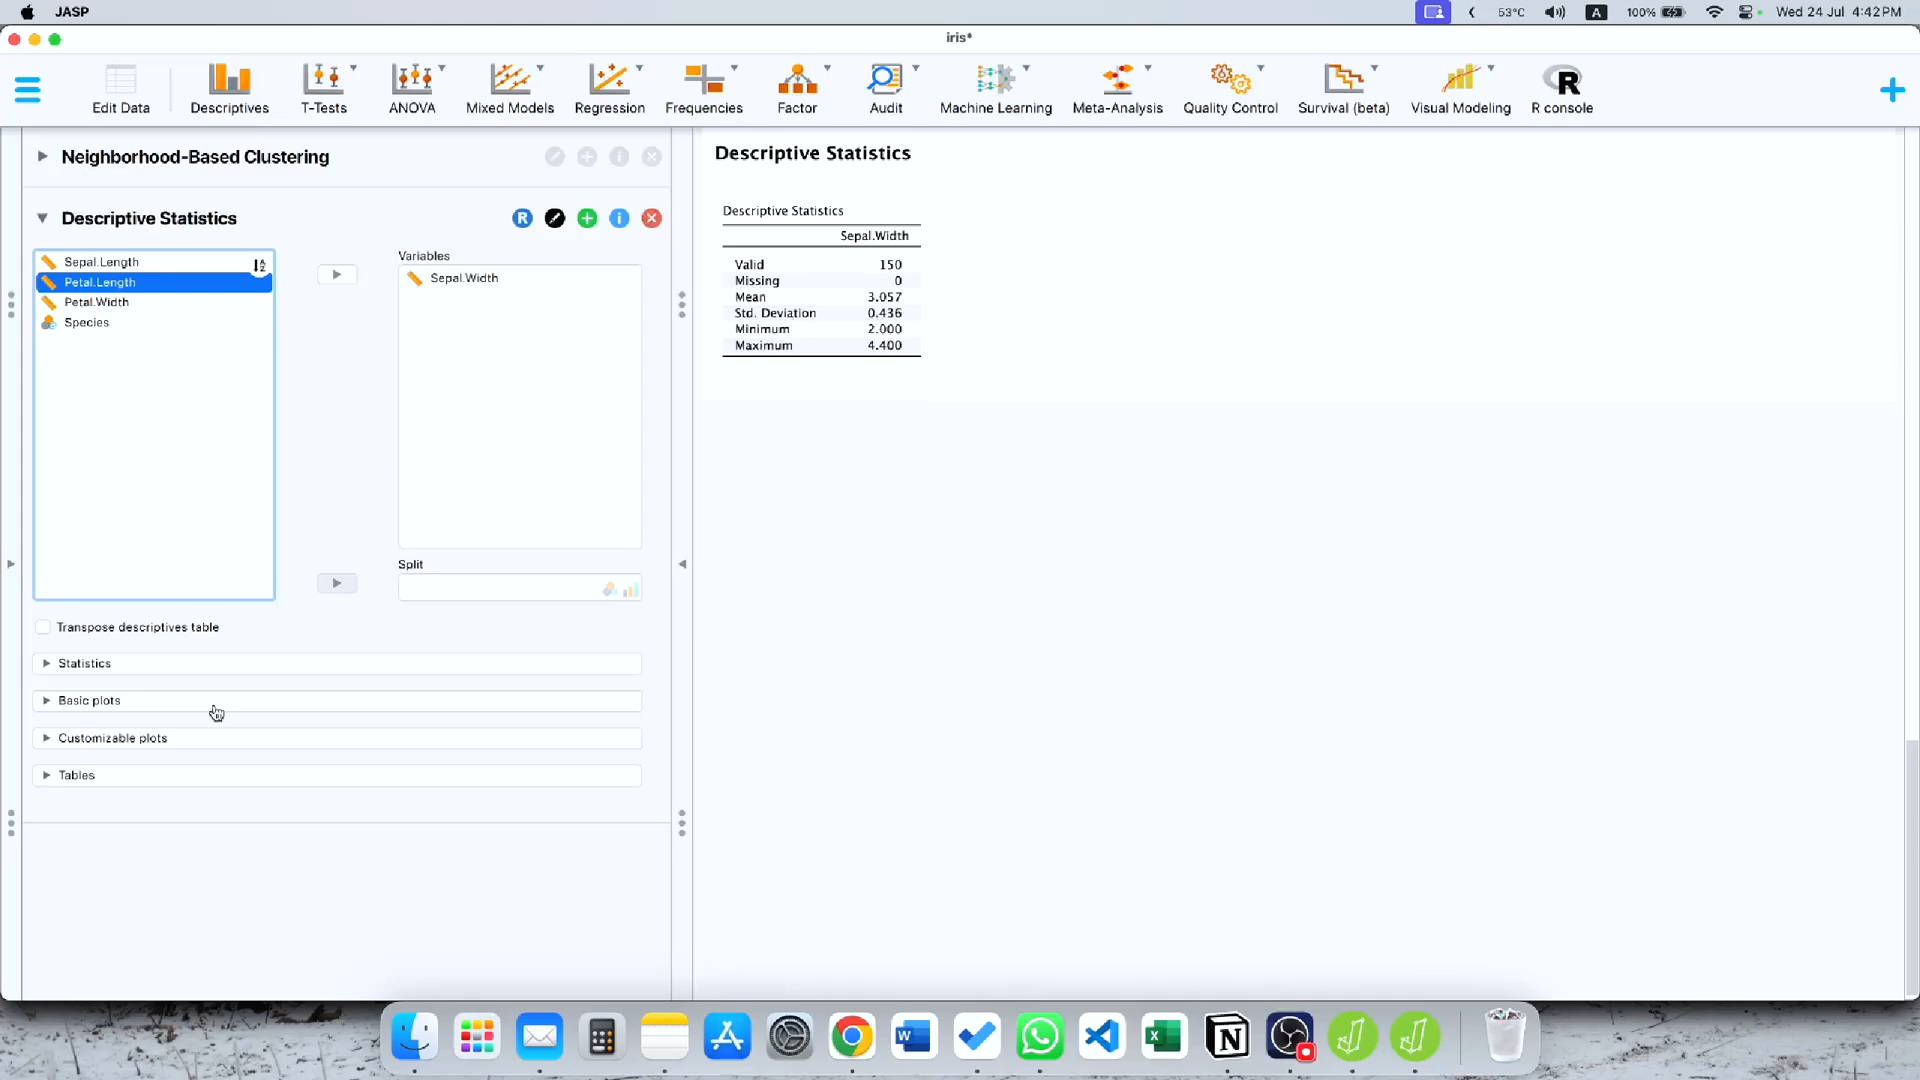 JASP
53°C
A
100%
Wed 24 Jul 4:42 PM
iris*
Edit Data
Descriptives
T-Tests
ANOVA
Mixed Models
Regression
Frequencies
Factor
Audit
Machine Learning
Meta-Analysis
Quality Control
Survival (beta)
Visual Modeling
R
R console
Neighborhood-Based Clustering
Descriptive Statistics
R
Sepal.Length
Petal.Length
Petal.Width
Species
Variables
Sepal.Width
Split
Transpose descriptives table
Statistics
Basic plots
Customizable plots
Tables
Descriptive Statistics
Descriptive Statistics
Sepal.Width
Valid 150
Missing 0
Mean 3.057
Std. Deviation 0.436
Minimum 2.000
Maximum 4.400